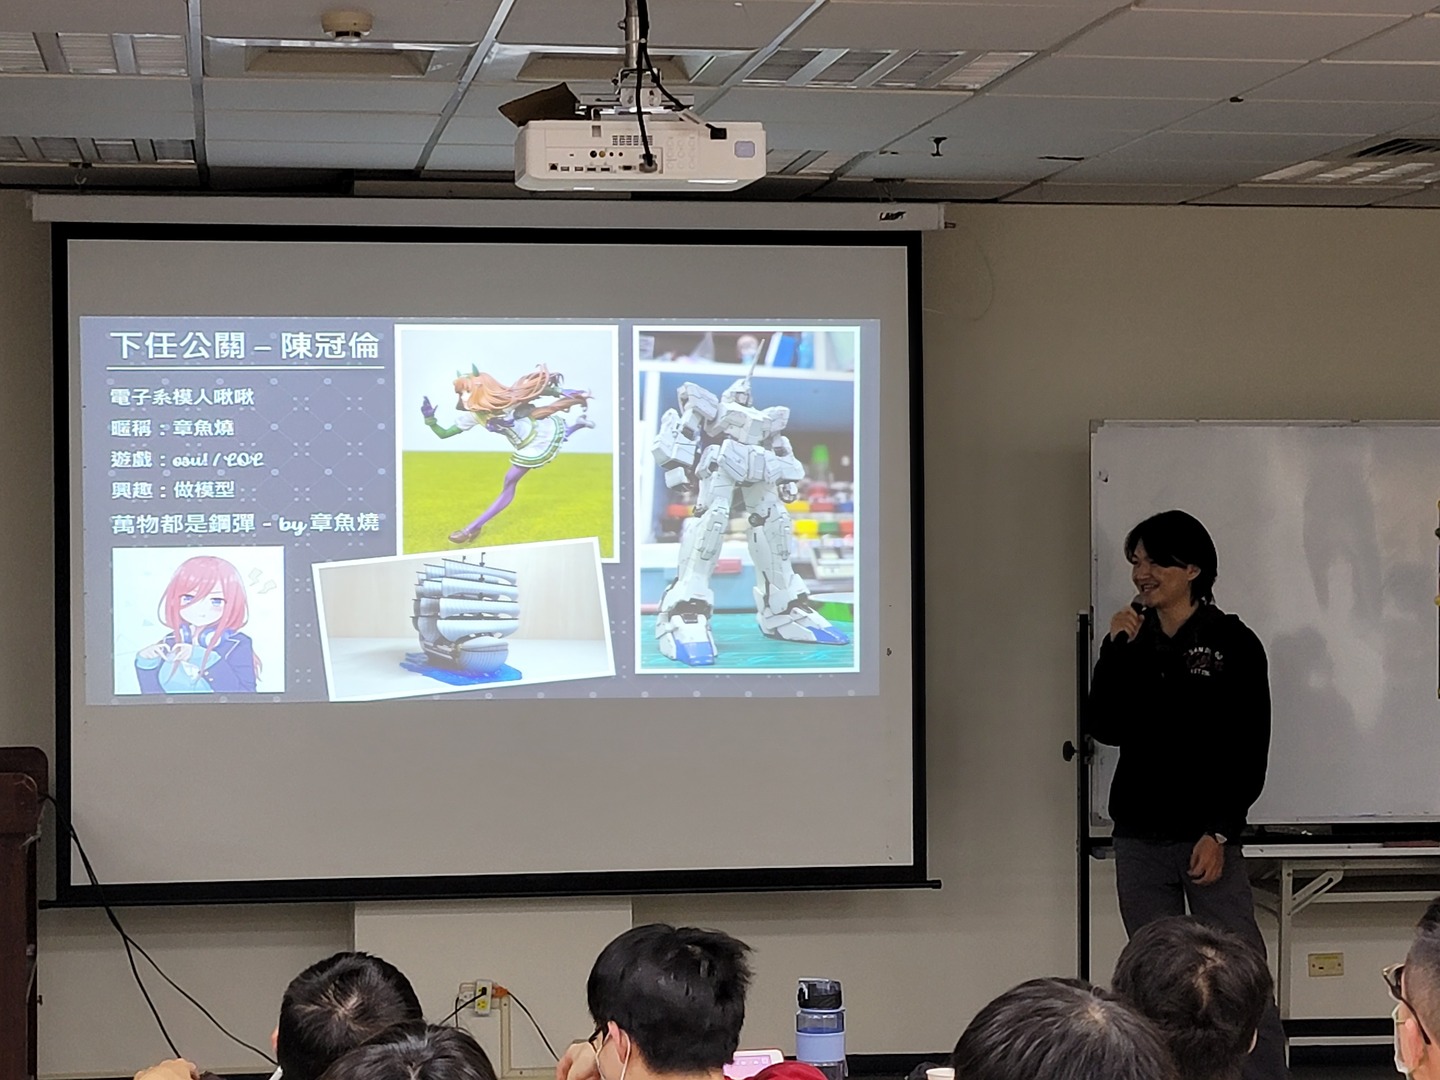 下任公關 – 陳冠倫
電子系模人啾啾
暱稱：章魚燒
遊戲：osu! / LOL
興趣：做模型
萬物都是鋼彈 - by 章魚燒